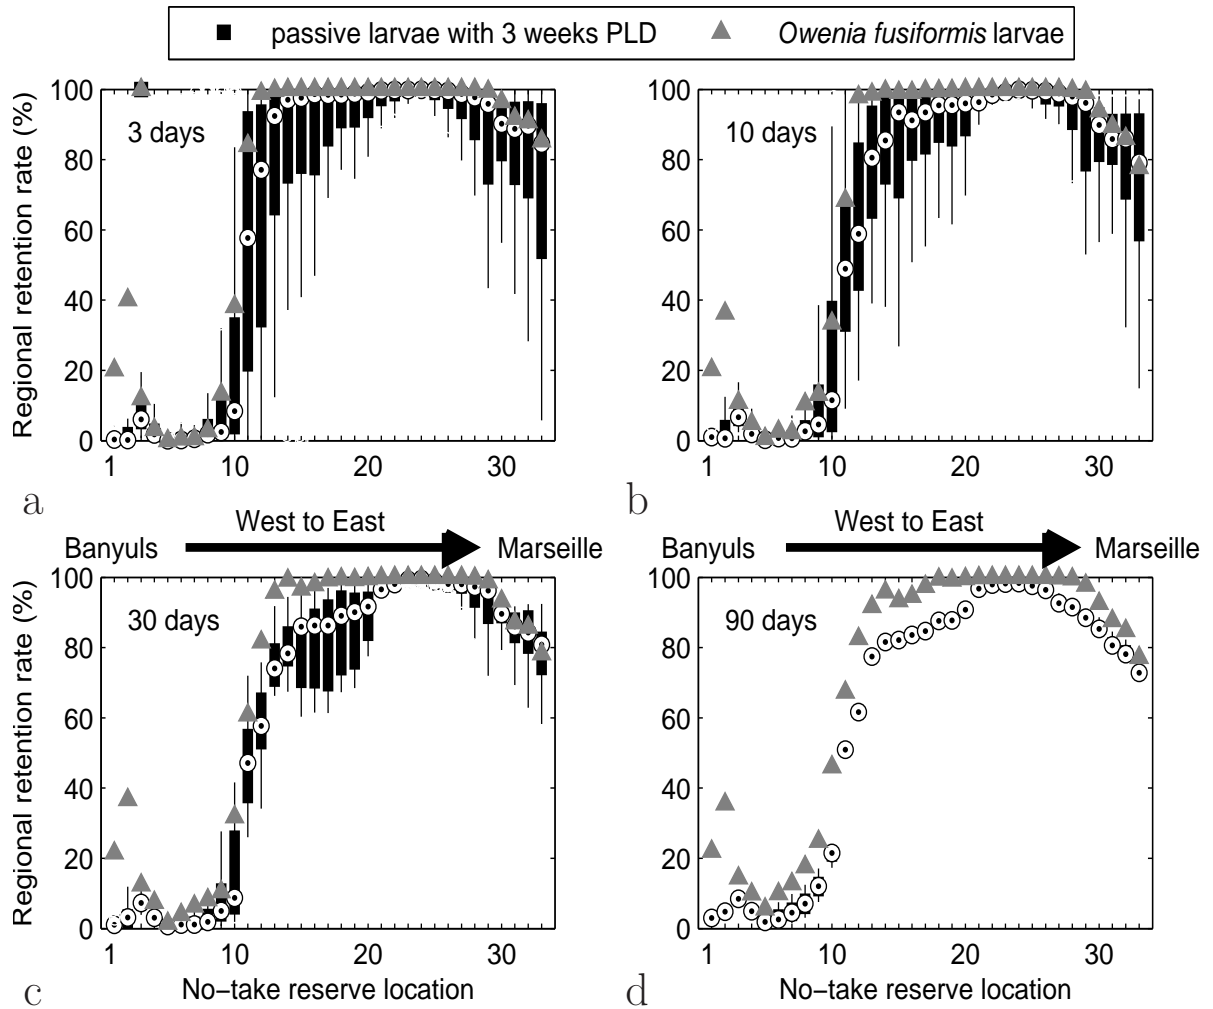 passive larvae with 3 weeks PLD Owenia fusiformis larvae
Regional retention rate (%)
100
80
60
40
20
0
3 days
1 10 20 30
a
100
80
60
40
20
0
10 days
1 10 20 30
b
West to East
Banyuls Marseille
West to East
Banyuls Marseille
Regional retention rate (%)
100
80
60
40
20
0
30 days
1 10 20 30
No-take reserve location
c
100
80
60
40
20
0
90 days
1 10 20 30
No-take reserve location
d